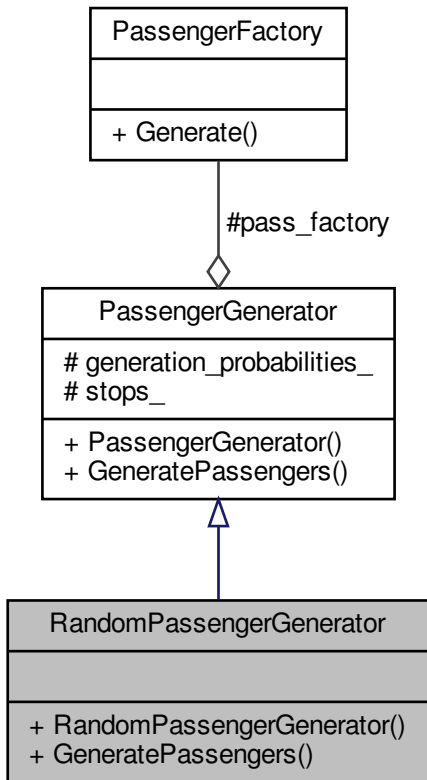 PassengerFactory
+ Generate()
#pass_factory
PassengerGenerator
# generation_probabilities_
# stops_
+ PassengerGenerator()
+ GeneratePassengers()
RandomPassengerGenerator
+ RandomPassengerGenerator()
+ GeneratePassengers()